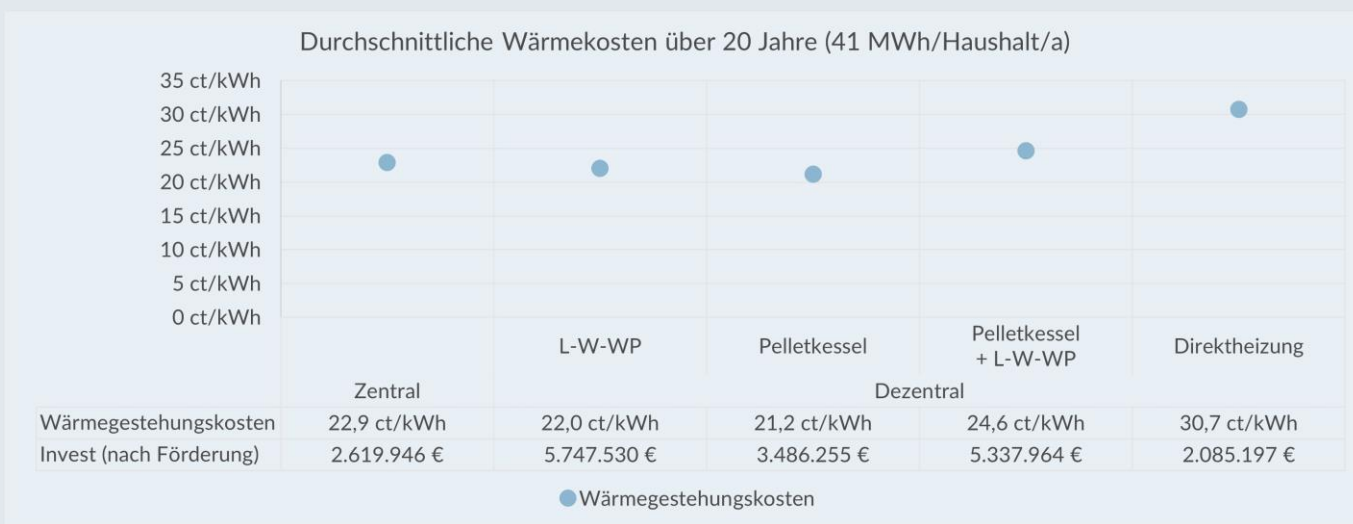 Durchschnittliche Wärmekosten über 20 Jahre (41 MWh/Haushalt/a)
35 ct/kWh
30 ct/kWh
25 ct/kWh
20 ct/kWh
15 ct/kWh
10 ct/kWh
5 ct/kWh
0 ct/kWh
L-W-WP Pelletkessel Pelletkessel Direktheizung
+ L-W-WP
Zentral Dezentral
Wärmegestehungskosten 22,9 ct/kWh 22,0 ct/kWh 21,2 ct/kWh 24,6 ct/kWh 30,7 ct/kWh
Invest (nach Förderung) 2.619.946 € 5.747.530 € 3.486.255 € 5.337.964 € 2.085.197 €
Wärmegestehungskosten